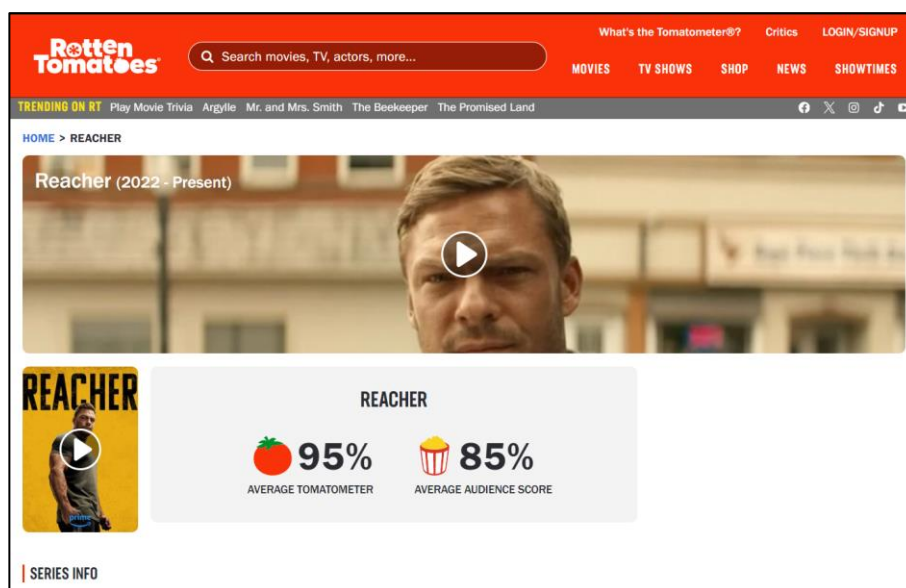 What's the Tomatometer®? Critics LOGIN/SIGNUP
Rotten
Tomatoes
Search movies, TV, actors, more...
MOVIES TV SHOWS SHOP NEWS SHOWTIMES
TRENDING ON RT Play Movie Trivia Argylle Mr. and Mrs. Smith The Beekeeper The Promised Land
HOME > REACHER
Reacher (2022 - Present)
REACHER
prime
REACHER
95% 85%
AVERAGE TOMATOMETER AVERAGE AUDIENCE SCORE
SERIES INFO